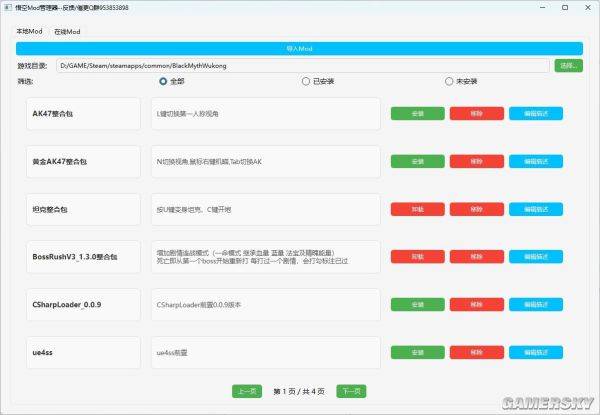 悟空Mod管理器--反馈/催更Q群953853898
本地Mod 在线Mod
导入Mod
游戏目录: D:/GAME/Steam/steamapps/common/BlackMythWukong 选择...
筛选: 全部 已安装 未安装
AK47整合包 L键切换第一人称视角 安装 移除 编辑描述
黄金AK47整合包 N切换视角,鼠标右键机瞄,Tab切换AK 安装 移除 编辑描述
坦克整合包 按U键变身坦克，C键开炮 卸载 移除 编辑描述
BossRushV3_1.3.0整合包 增加剧情连战模式（一命模式 继承血量 蓝量 法宝及精魄能量）
死亡即从第一个boss开始重新打 每打过一个剧情，会打勾标注已过 卸载 移除 编辑描述
CSharpLoader_0.0.9 CSharpLoader前置0.0.9版本 安装 移除 编辑描述
ue4ss ue4ss前置 安装 移除 编辑描述
上一页 第 1 页 / 共 4 页 下一页
GAMERSKY